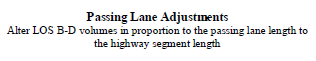 Passing Lane Adjustments
Alter LOS B-D volumes in proportion to the passing lane length to
the highway segment length